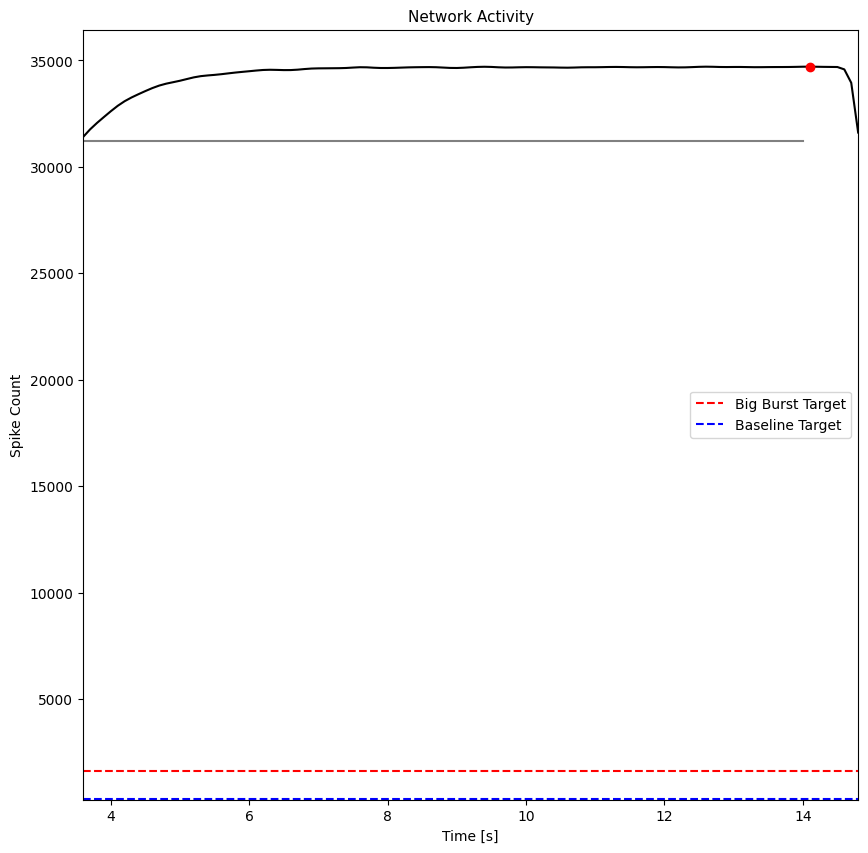 Network Activity
35000
30000
25000
20000
15000
10000
5000
Spike Count
Big Burst Target
Baseline Target
4 6 8 10 12 14
Time [s]